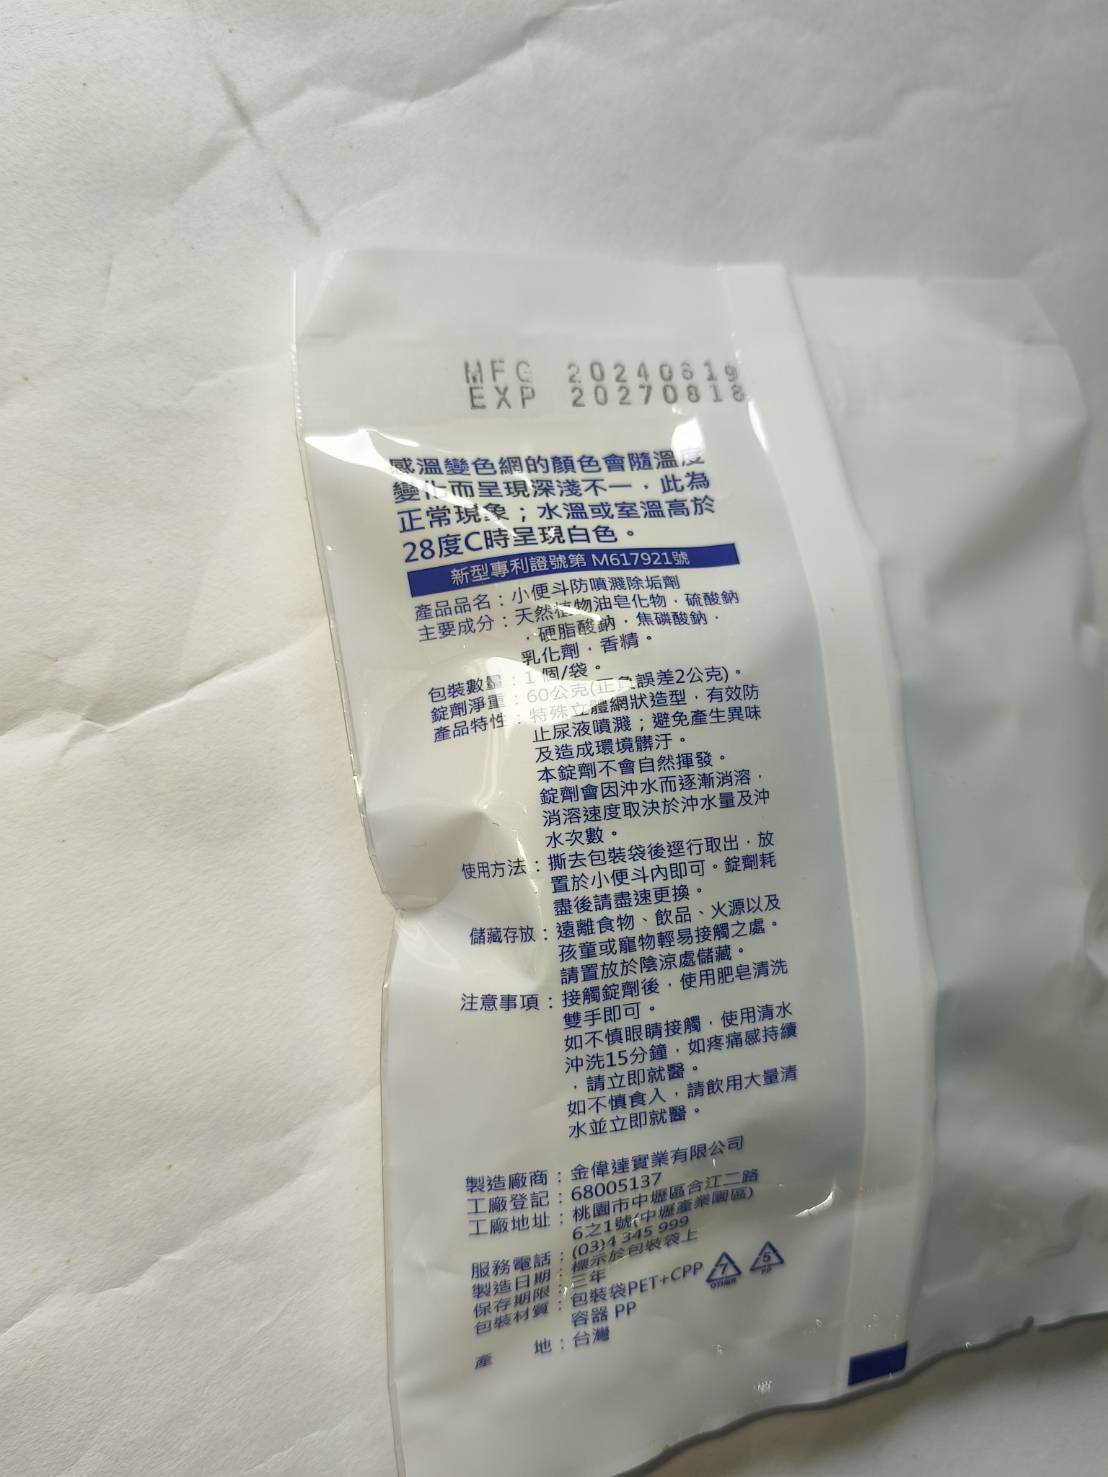 MFG 20240819
EXP 20270818
感溫變色網的顏色會隨溫度
變化而呈現深淺不一，此為
正常現象；水溫或室溫高於
28度C時呈現白色。
新型專利證號第 M617921號
產品品名：小便斗防噴濺除垢劑
主要成分：天然植物油皂化物，硫酸鈉
，硬脂酸鈉，焦磷酸鈉，
乳化劑，香精。
包裝數量：1 個/袋。
錠劑淨重：60公克(正負誤差2公克)。
產品特性：特殊立體網狀造型，有效防
止尿液噴濺；避免產生異味
及造成環境髒汙。
本錠劑不會自然揮發。
錠劑會因沖水而逐漸消溶，
消溶速度取決於沖水量及沖
水次數。
使用方法：撕去包裝袋後逕行取出，放
置於小便斗內即可。錠劑耗
盡後請盡速更換。
儲藏存放：遠離食物、飲品、火源以及
孩童或寵物輕易接觸之處。
請置放於陰涼處儲藏。
注意事項：接觸錠劑後，使用肥皂清洗
雙手即可。
如不慎眼睛接觸，使用清水
沖洗15分鐘，如疼痛感持續
，請立即就醫。
如不慎食入，請飲用大量清
水並立即就醫。
製造廠商：金偉達實業有限公司
工廠登記：68005137
工廠地址：桃園市中壢區合江二路
6之1號(中壢產業園區)
服務電話：(03)4 345 999
製造日期：標示於包裝袋上
保存期限：三年
包裝材質：包裝袋PET+CPP 7 OTHER 5 PP
容器 PP
產 地：台灣